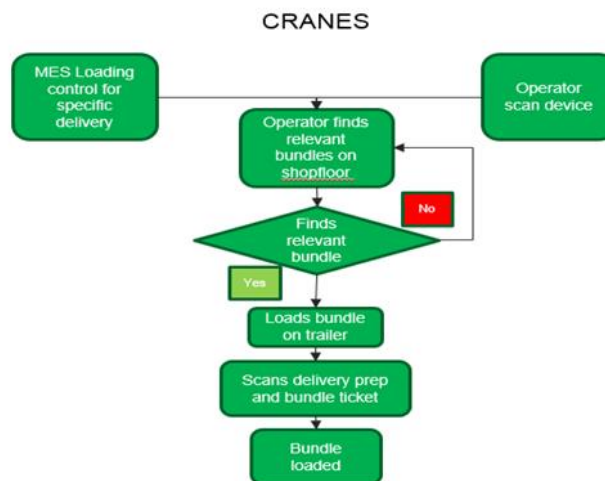 CRANES
MES Loading
control for
specific
delivery
Operator
scan device
Operator finds
relevant
bundles on
shopfloor
No
Finds
relevant
bundle
Yes
Loads bundle
on trailer
Scans delivery prep
and bundle ticket
Bundle
loaded